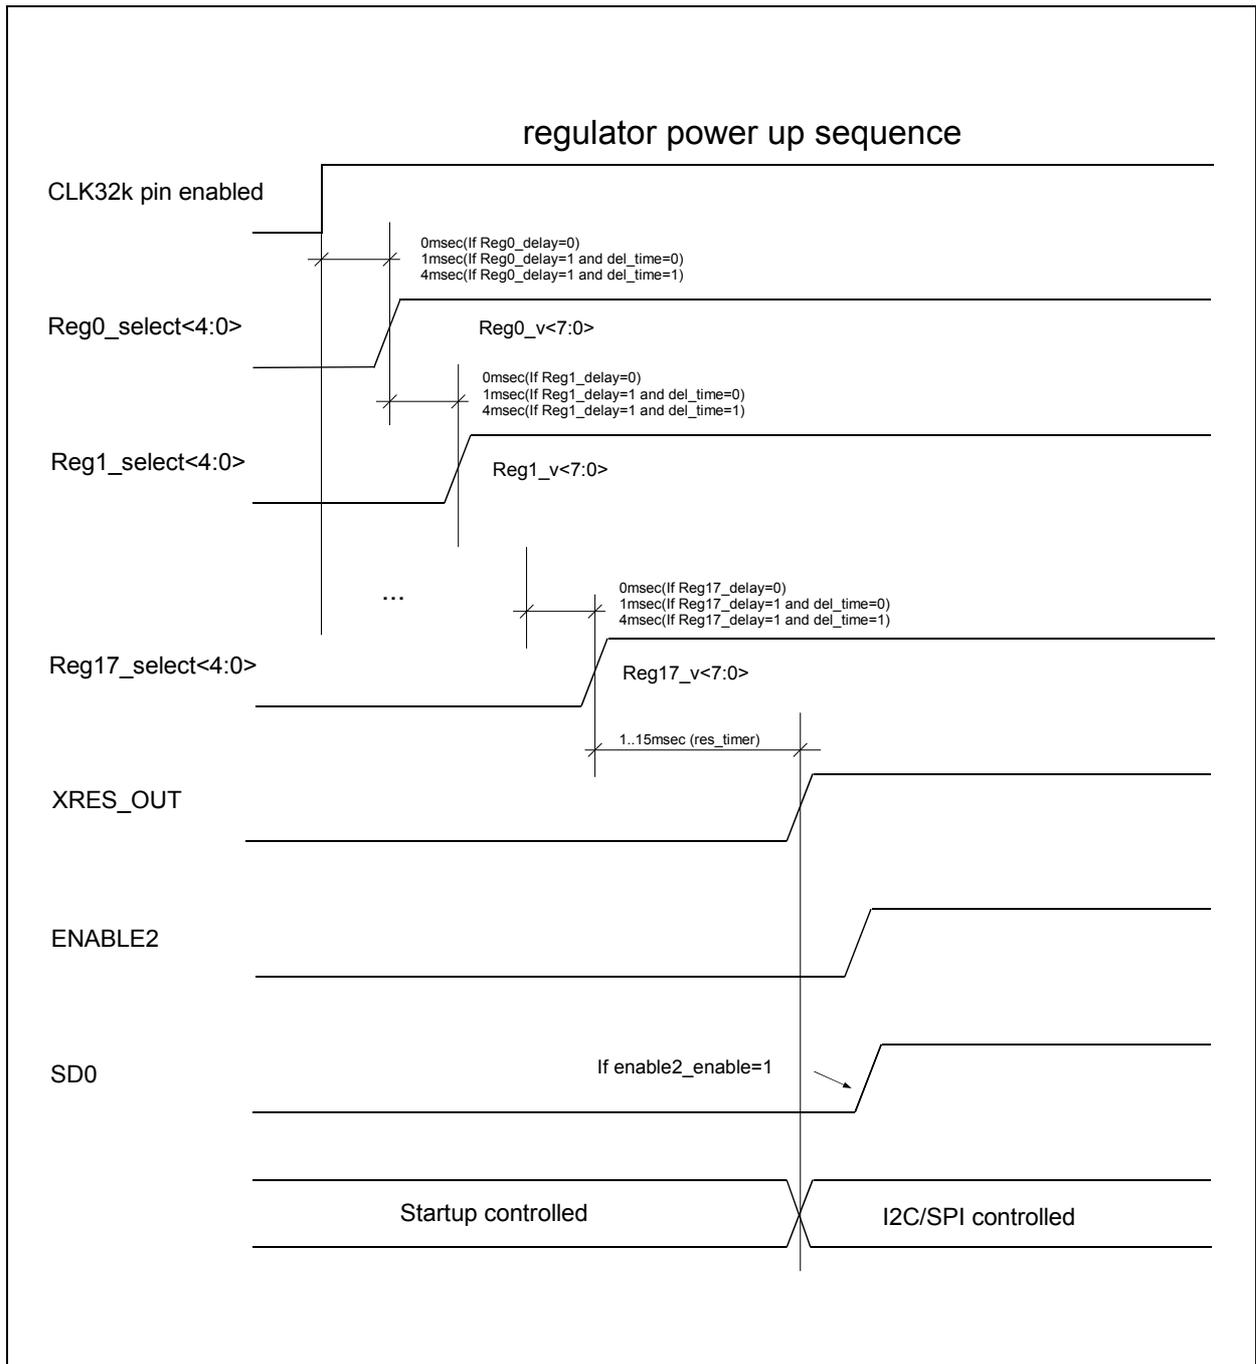 regulator power up sequence
CLK32k pin enabled
0msec(If Reg0_delay=0)
1msec(If Reg0_delay=1 and del_time=0)
4msec(If Reg0_delay=1 and del_time=1)
Reg0_select<4:0>
Reg0_v<7:0>
0msec(If Reg1_delay=0)
1msec(If Reg1_delay=1 and del_time=0)
4msec(If Reg1_delay=1 and del_time=1)
Reg1_select<4:0>
Reg1_v<7:0>
...
0msec(If Reg17_delay=0)
1msec(If Reg17_delay=1 and del_time=0)
4msec(If Reg17_delay=1 and del_time=1)
Reg17_select<4:0>
Reg17_v<7:0>
1..15msec (res_timer)
XRES_OUT
ENABLE2
If enable2_enable=1
SD0
Startup controlled
I2C/SPI controlled